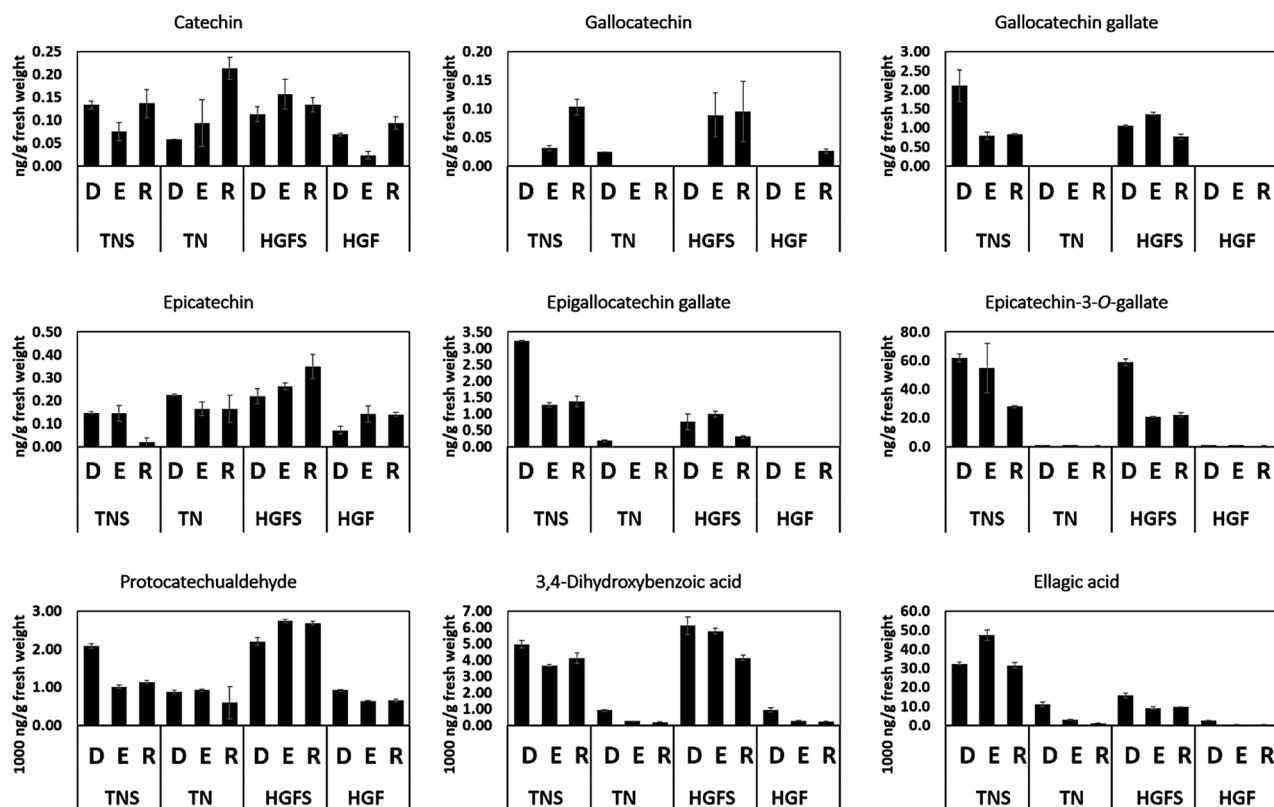 Catechin
ng/g fresh weight
0.25
0.20
0.15
0.10
0.05
0.00
D E R D E R D E R D E R
TNS TN HGFS HGF
Gallocatechin
ng/g fresh weight
0.20
0.15
0.10
0.05
0.00
D E R D E R D E R D E R
TNS TN HGFS HGF
Gallocatechin gallate
ng/g fresh weight
3.00
2.50
2.00
1.50
1.00
0.50
0.00
D E R D E R D E R D E R
TNS TN HGFS HGF
Epicatechin
ng/g fresh weight
0.50
0.40
0.30
0.20
0.10
0.00
D E R D E R D E R D E R
TNS TN HGFS HGF
Epigallocatechin gallate
ng/g fresh weight
3.50
3.00
2.50
2.00
1.50
1.00
0.50
0.00
D E R D E R D E R D E R
TNS TN HGFS HGF
Epicatechin-3-O-gallate
ng/g fresh weight
80.0
60.0
40.0
20.0
0.0
D E R D E R D E R D E R
TNS TN HGFS HGF
Protocatechualdehyde
1000 ng/g fresh weight
3.00
2.00
1.00
0.00
D E R D E R D E R D E R
TNS TN HGFS HGF
3,4-Dihydroxybenzoic acid
1000 ng/g fresh weight
7.00
6.00
5.00
4.00
3.00
2.00
1.00
0.00
D E R D E R D E R D E R
TNS TN HGFS HGF
Ellagic acid
1000 ng/g fresh weight
60.0
50.0
40.0
30.0
20.0
10.0
0.0
D E R D E R D E R D E R
TNS TN HGFS HGF